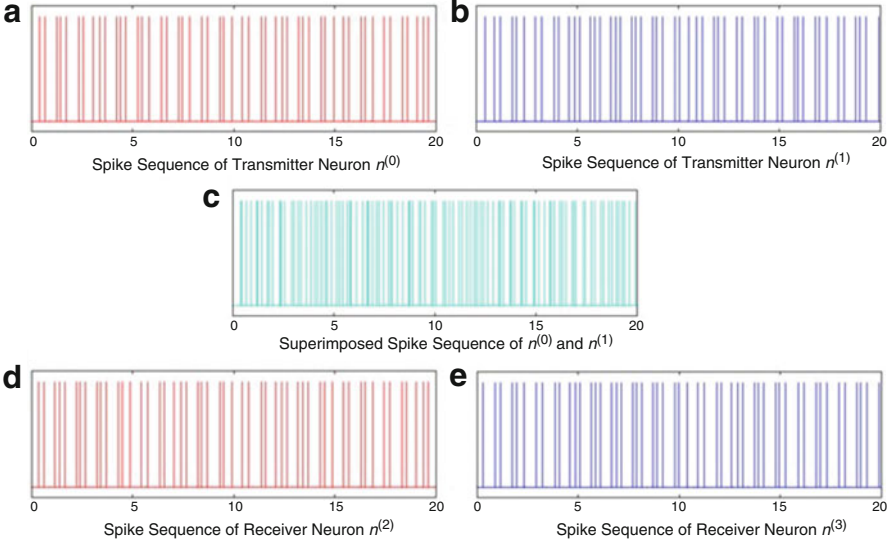 a
0 5 10 15 20
Spike Sequence of Transmitter Neuron n(0)
b
0 5 10 15 20
Spike Sequence of Transmitter Neuron n(1)
c
0 5 10 15 20
Superimposed Spike Sequence of n(0) and n(1)
d
0 5 10 15 20
Spike Sequence of Receiver Neuron n(2)
e
0 5 10 15 20
Spike Sequence of Receiver Neuron n(3)